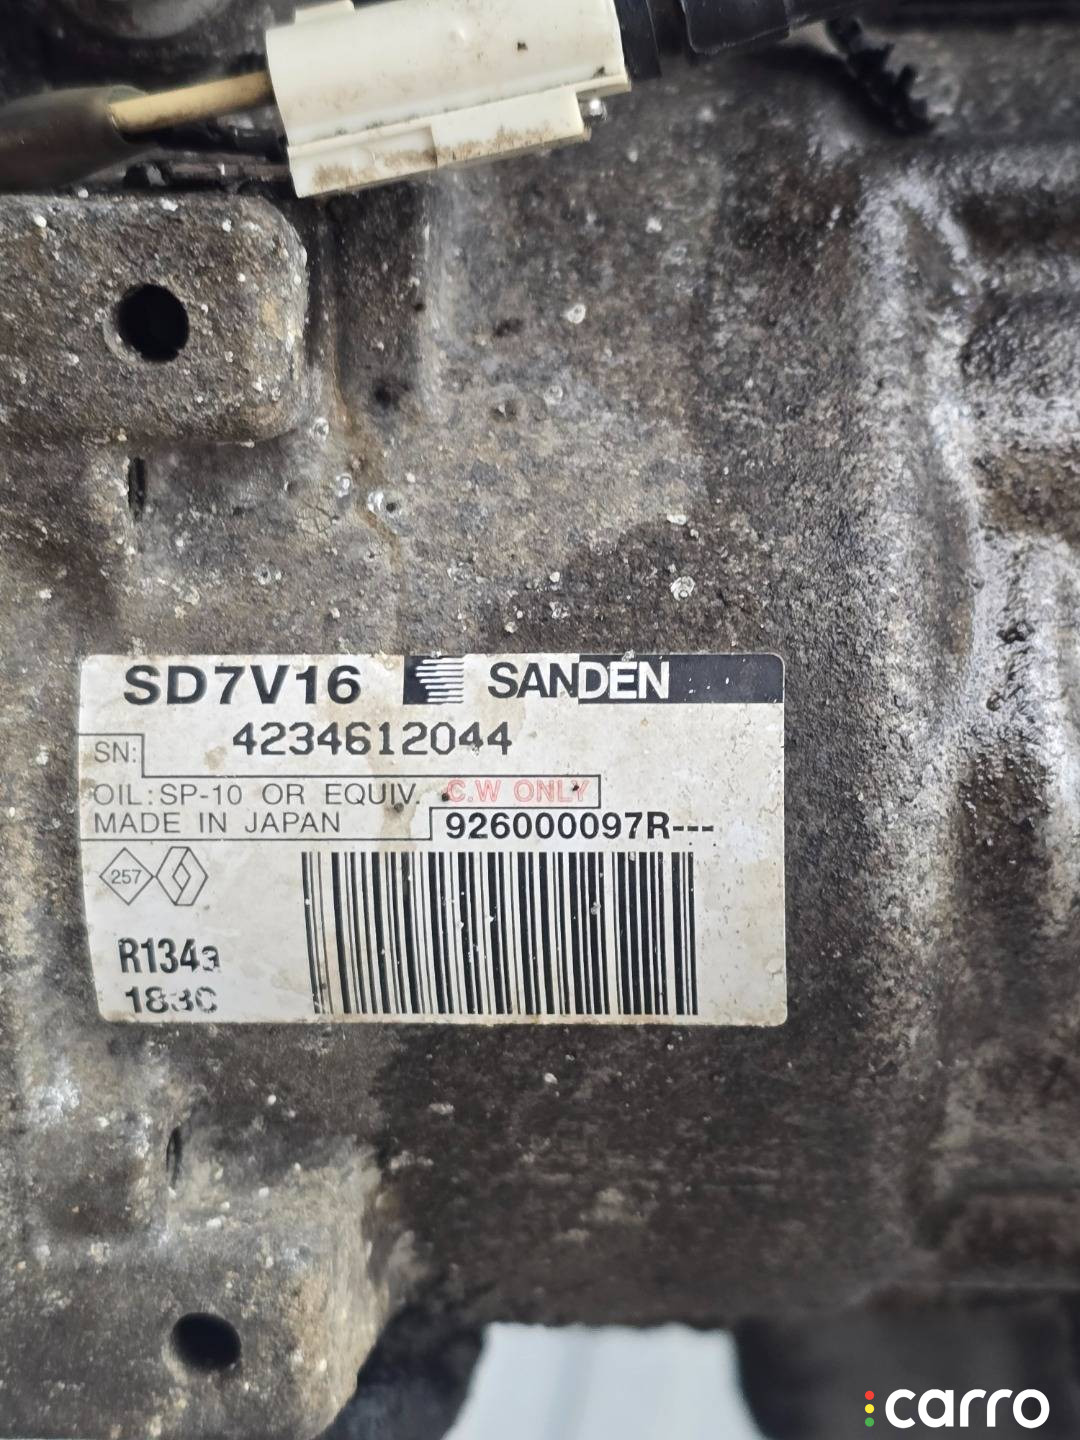 SD7V16 SANDEN
SN: 4234612044
OIL:SP-10 OR EQUIV. C.W ONLY
MADE IN JAPAN 926000097R---
257
R134a
183C
carro